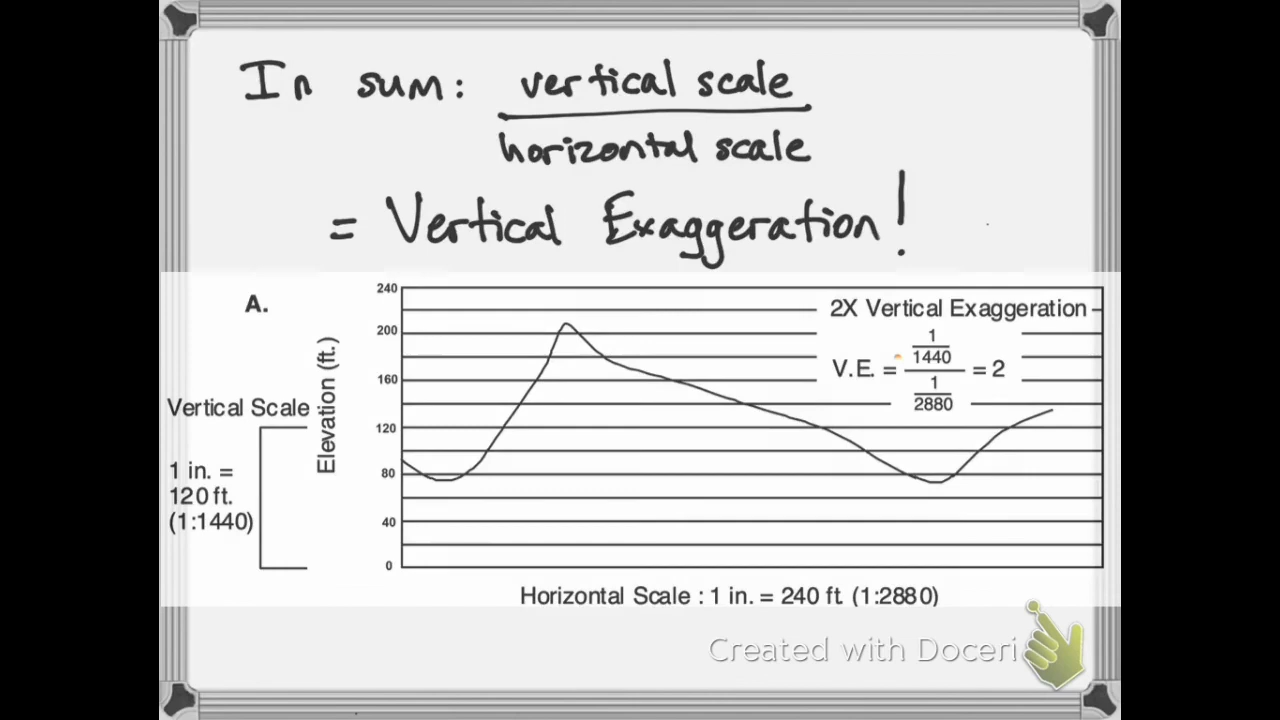 In sum: vertical scale
horizontal scale
= Vertical Exaggeration!
A.
240
200
160
120
80
40
0
Elevation (ft.)
Vertical Scale
1 in. =
120 ft.
(1:1440)
2X Vertical Exaggeration
1
1440
V.E. = = 2
1
2880
Horizontal Scale : 1 in. = 240 ft. (1:2880)
Created with Doceri